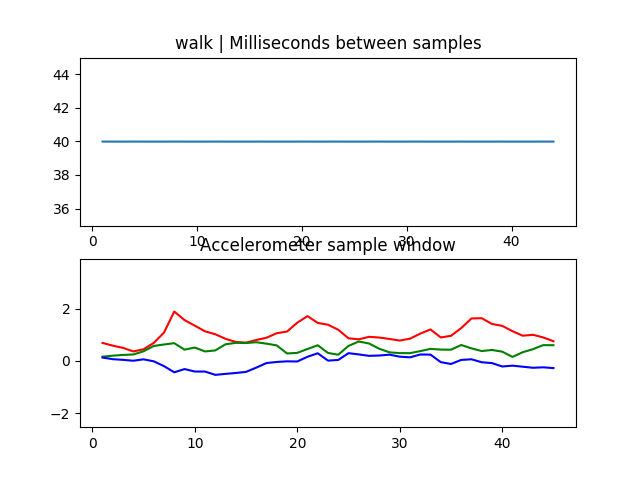 walk | Milliseconds between samples
44
42
40
38
36
0 10 20 30 40
Accelerometer sample window
2
0
−2
0 10 20 30 40